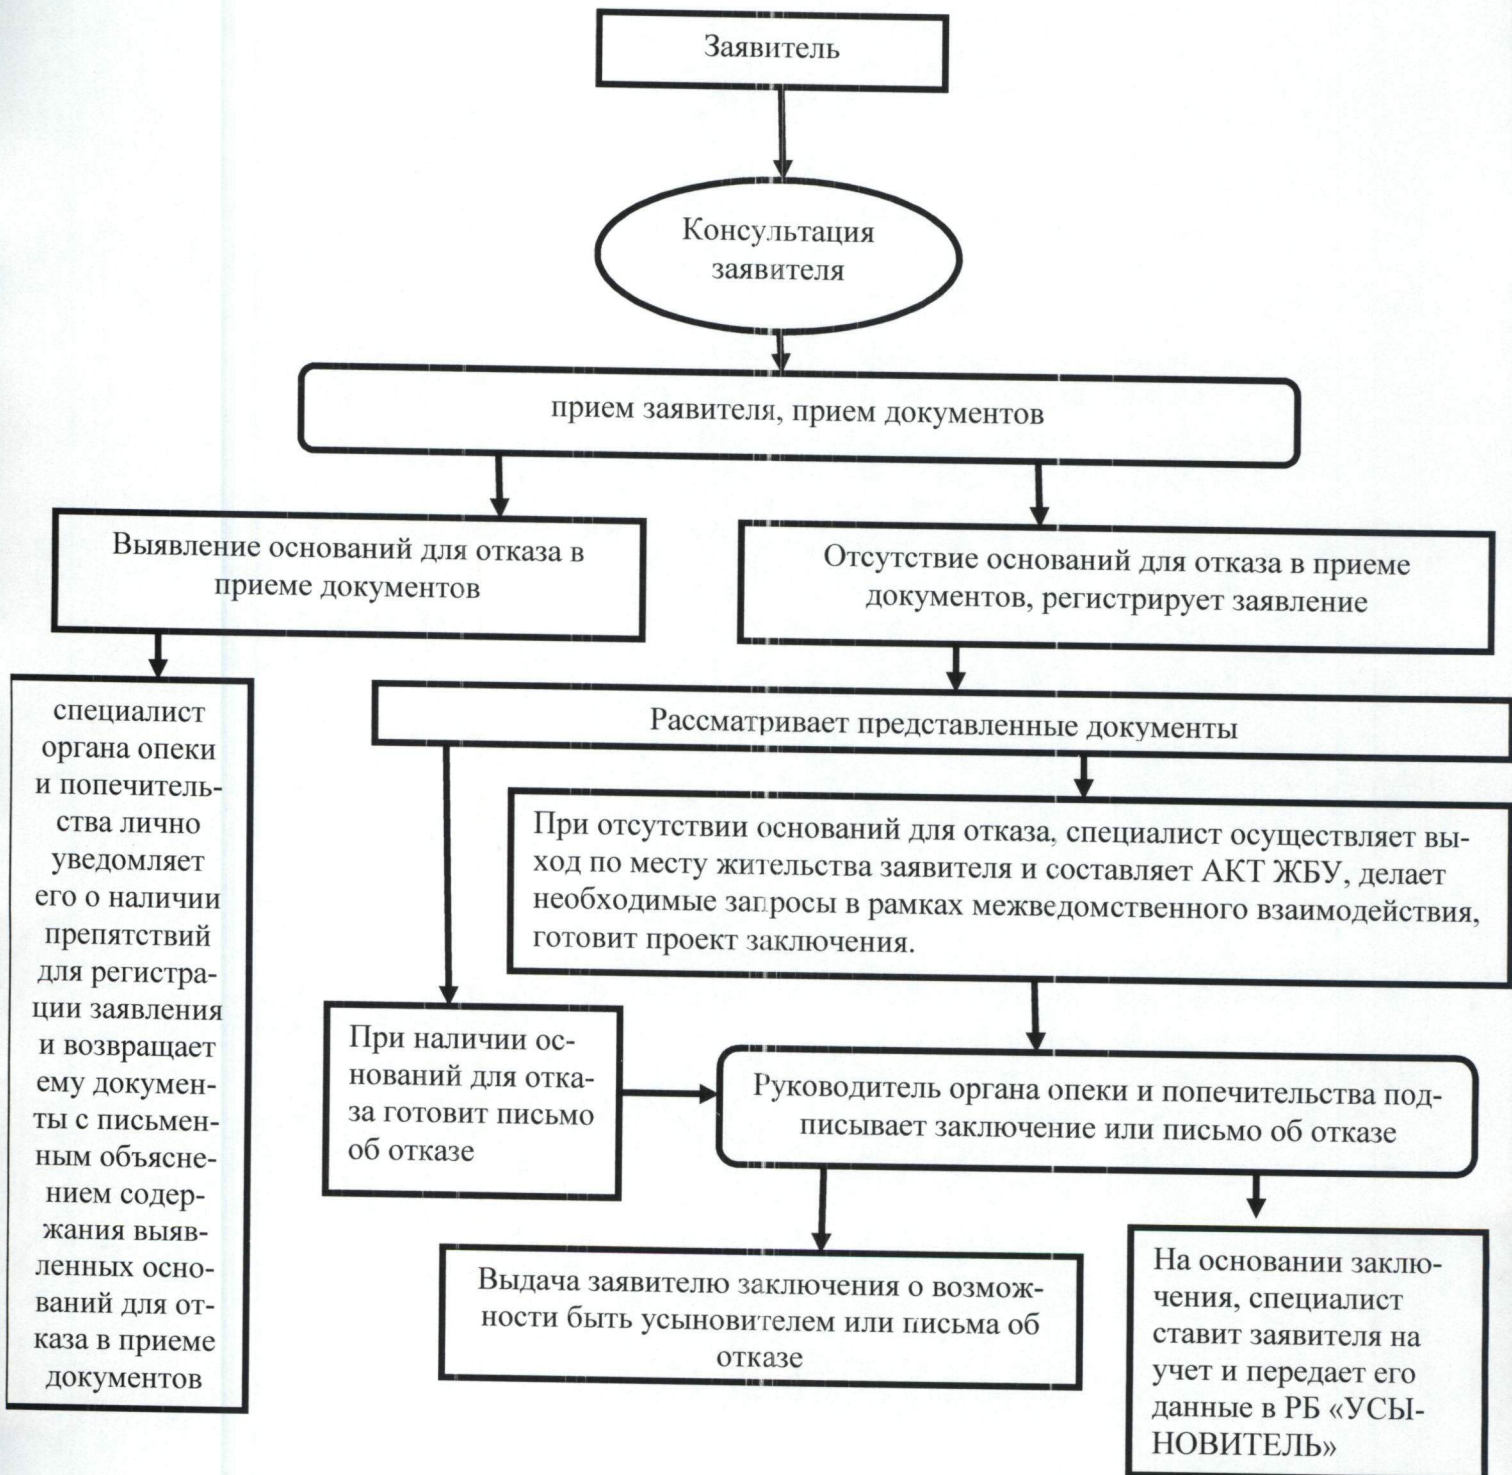 Заявитель
Консультация
заявителя
прием заявителя, прием документов
Выявление оснований для отказа в
приеме документов
Отсутствие оснований для отказа в приеме
документов, регистрирует заявление
специалист
органа опеки
и попечитель-
ства лично
уведомляет
его о наличии
препятствий
для регистра-
ции заявления
и возвращает
ему докумен-
ты с письмен-
ным объясне-
нием содер-
жания выяв-
ленных осно-
ваний для от-
каза в приеме
документов
Рассматривает представленные документы
При отсутствии оснований для отказа, специалист осуществляет вы-
ход по месту жительства заявителя и составляет АКТ ЖБУ, делает
необходимые запросы в рамках межведомственного взаимодействия,
готовит проект заключения.
При наличии ос-
нований для отка-
за готовит письмо
об отказе
Руководитель органа опеки и попечительства под-
писывает заключение или письмо об отказе
Выдача заявителю заключения о возмож-
ности быть усыновителем или письма об
отказе
На основании заклю-
чения, специалист
ставит заявителя на
учет и передает его
данные в РБ «УСЫ-
НОВИТЕЛЬ»